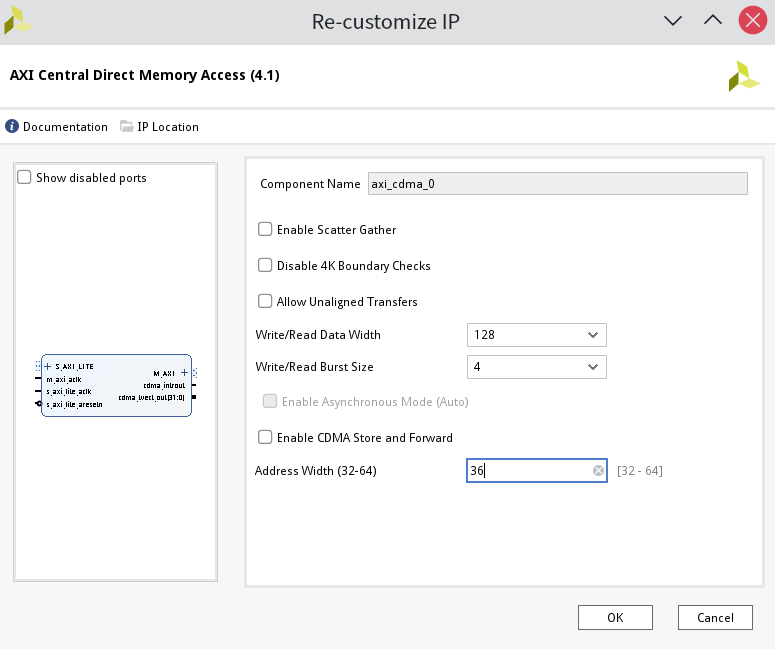 Re-customize IP
AXI Central Direct Memory Access (4.1)
Documentation IP Location
Show disabled ports
S_AXI_LITE
m_axi_aclk
s_axi_lite_aclk
s_axi_lite_aresetn
M_AXI
cdma_introut
cdma_tvect_out[31:0]
Component Name axi_cdma_0
Enable Scatter Gather
Disable 4K Boundary Checks
Allow Unaligned Transfers
Write/Read Data Width 128
Write/Read Burst Size 4
Enable Asynchronous Mode (Auto)
Enable CDMA Store and Forward
Address Width (32-64) 36 [32 - 64]
OK Cancel